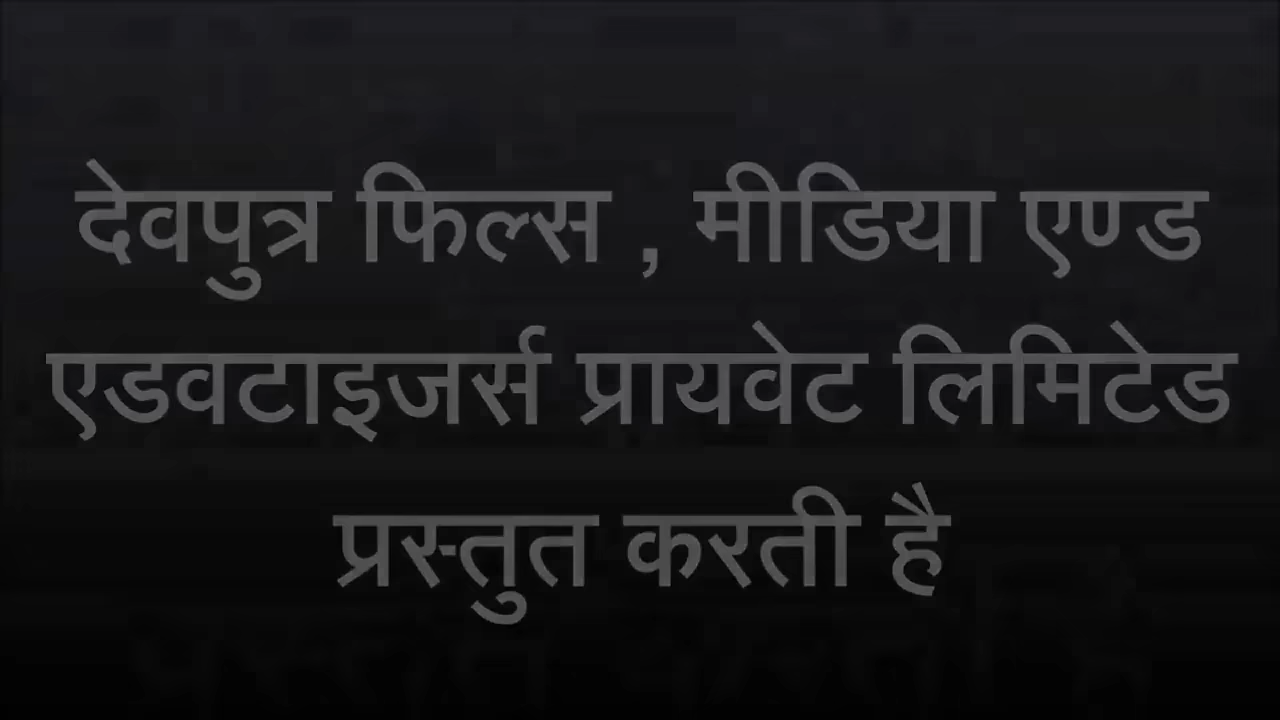 देवपुत्र फिल्स , मीडिया एण्ड
एडवटाइजर्स प्रायवेट लिमिटेड
प्रस्तुत करती है